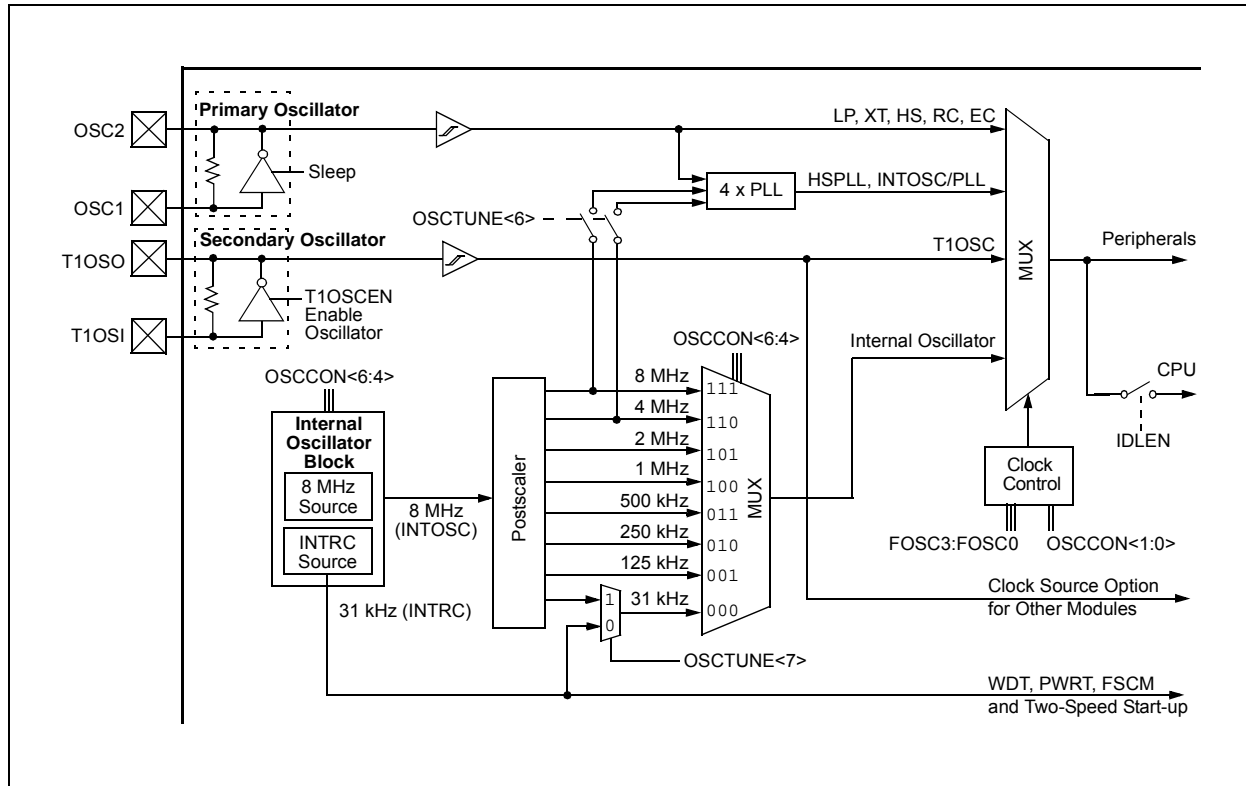 Primary Oscillator
OSC2
LP, XT, HS, RC, EC
Sleep
4 x PLL
HSPLL, INTOSC/PLL
OSC1
OSCTUNE<6>
Secondary Oscillator
T1OSO
T1OSC
MUX
Peripherals
T1OSCEN
Enable
Oscillator
T1OSI
OSCCON<6:4>
Internal Oscillator
CPU
IDLEN
OSCCON<6:4>
Internal
Oscillator
Block
8 MHz
Source
INTRC
Source
8 MHz
(INTOSC)
31 kHz (INTRC)
Postscaler
8 MHz
111
4 MHz
110
2 MHz
101
1 MHz
100
500 kHz
011
250 kHz
010
125 kHz
001
1
0
31 kHz
000
MUX
OSCTUNE<7>
Clock
Control
FOSC3:FOSC0
OSCCON<1:0>
Clock Source Option
for Other Modules
WDT, PWRT, FSCM
and Two-Speed Start-up